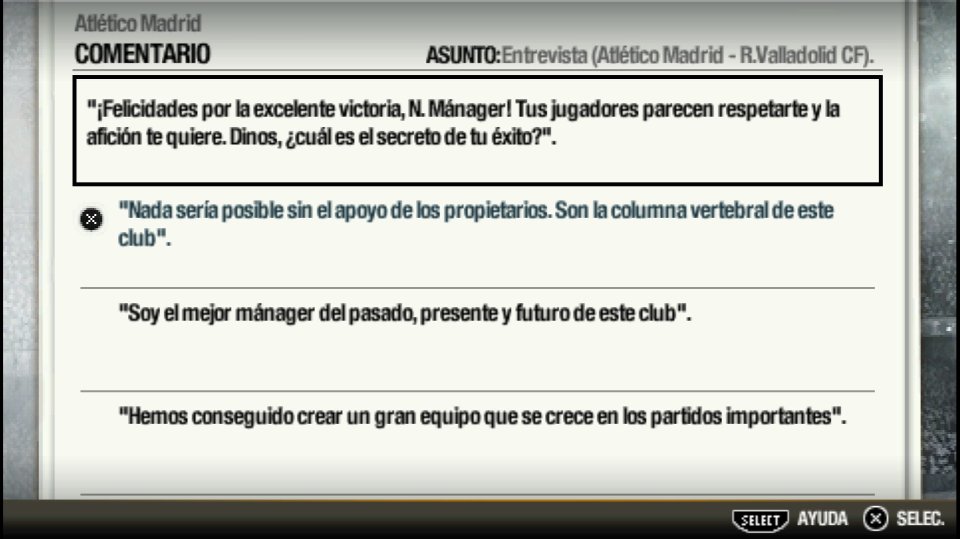 Atlético Madrid
COMENTARIO ASUNTO: Entrevista (Atlético Madrid - R.Valladolid CF).
"¡Felicidades por la excelente victoria, N. Mánager! Tus jugadores parecen respetarte y la
afición te quiere. Dinos, ¿cuál es el secreto de tu éxito?".
"Nada sería posible sin el apoyo de los propietarios. Son la columna vertebral de este
club".
"Soy el mejor mánager del pasado, presente y futuro de este club".
"Hemos conseguido crear un gran equipo que se crece en los partidos importantes".
SELECT AYUDA SELEC.